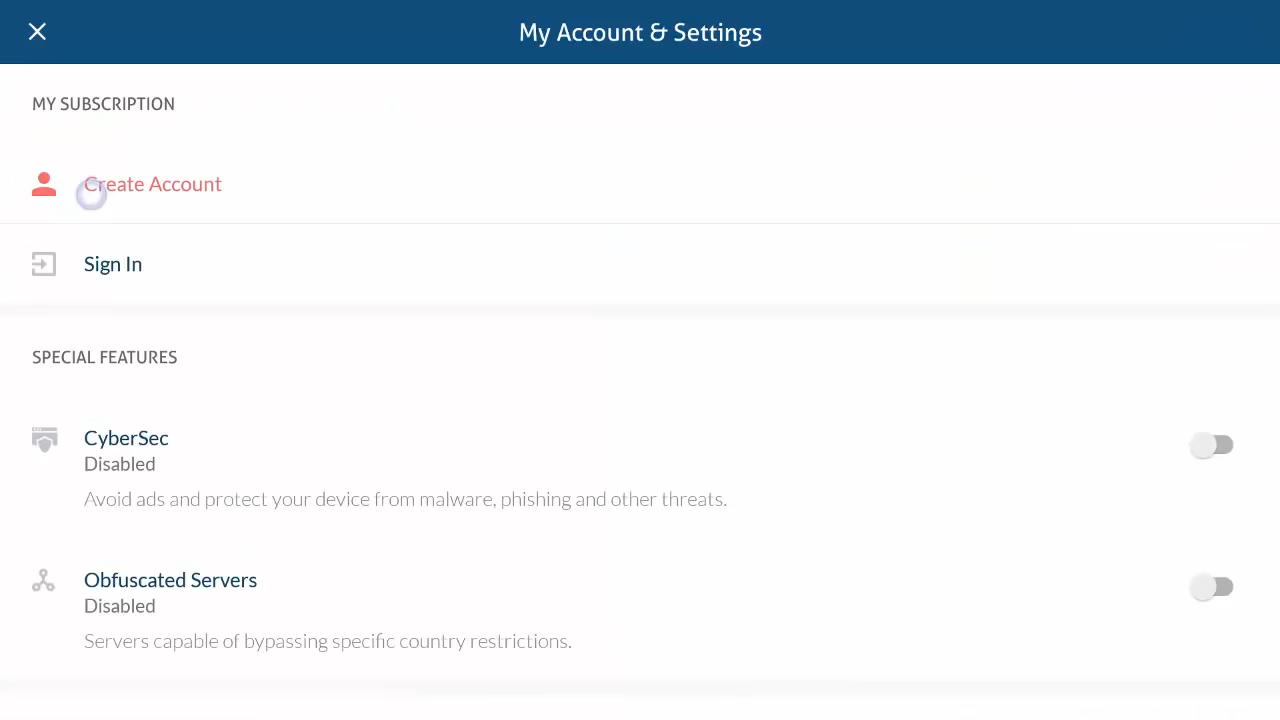 My Account & Settings
MY SUBSCRIPTION
Create Account
Sign In
SPECIAL FEATURES
CyberSec
Disabled
Avoid ads and protect your device from malware, phishing and other threats.
Obfuscated Servers
Disabled
Servers capable of bypassing specific country restrictions.